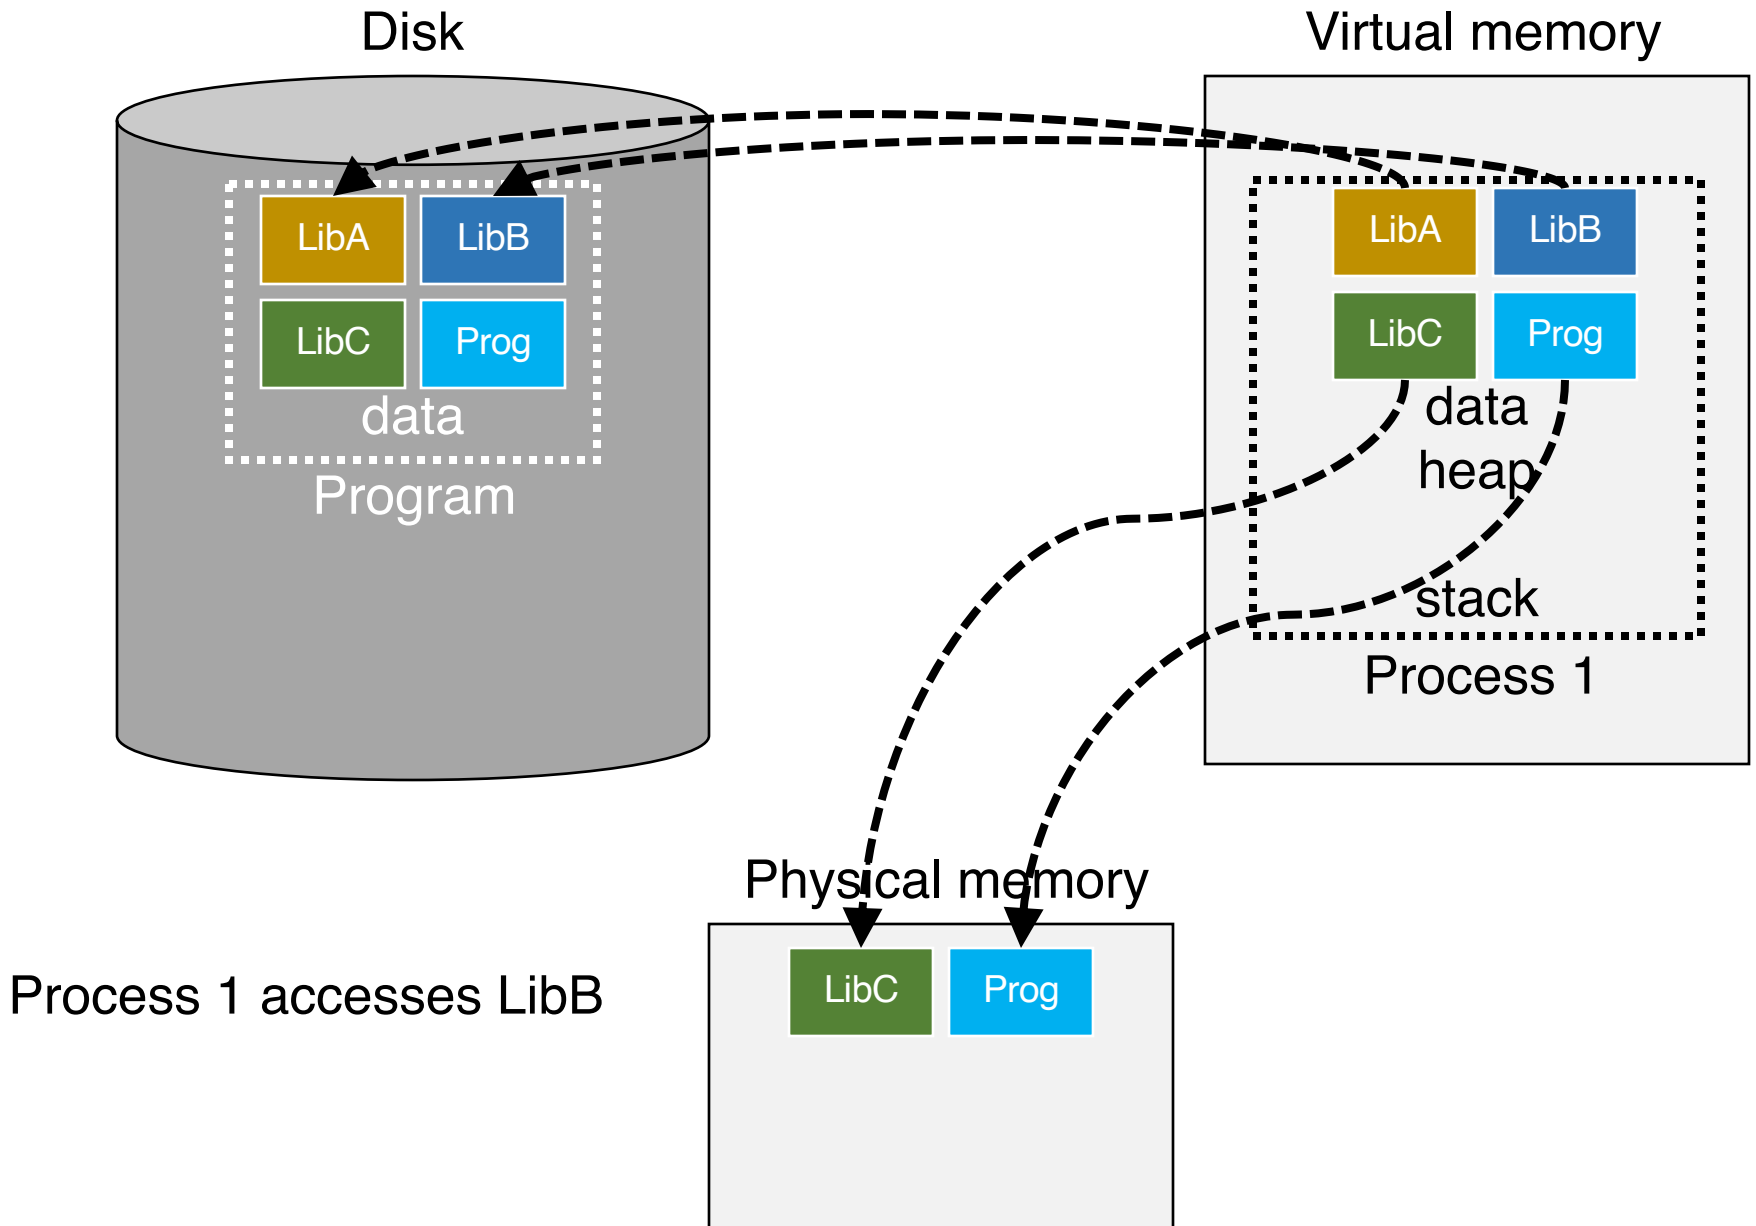 Disk
Virtual memory
LibA LibB
LibC Prog
data
Program
LibA LibB
LibC Prog
data
heap
stack
Process 1
Physical memory
LibC Prog
Process 1 accesses LibB